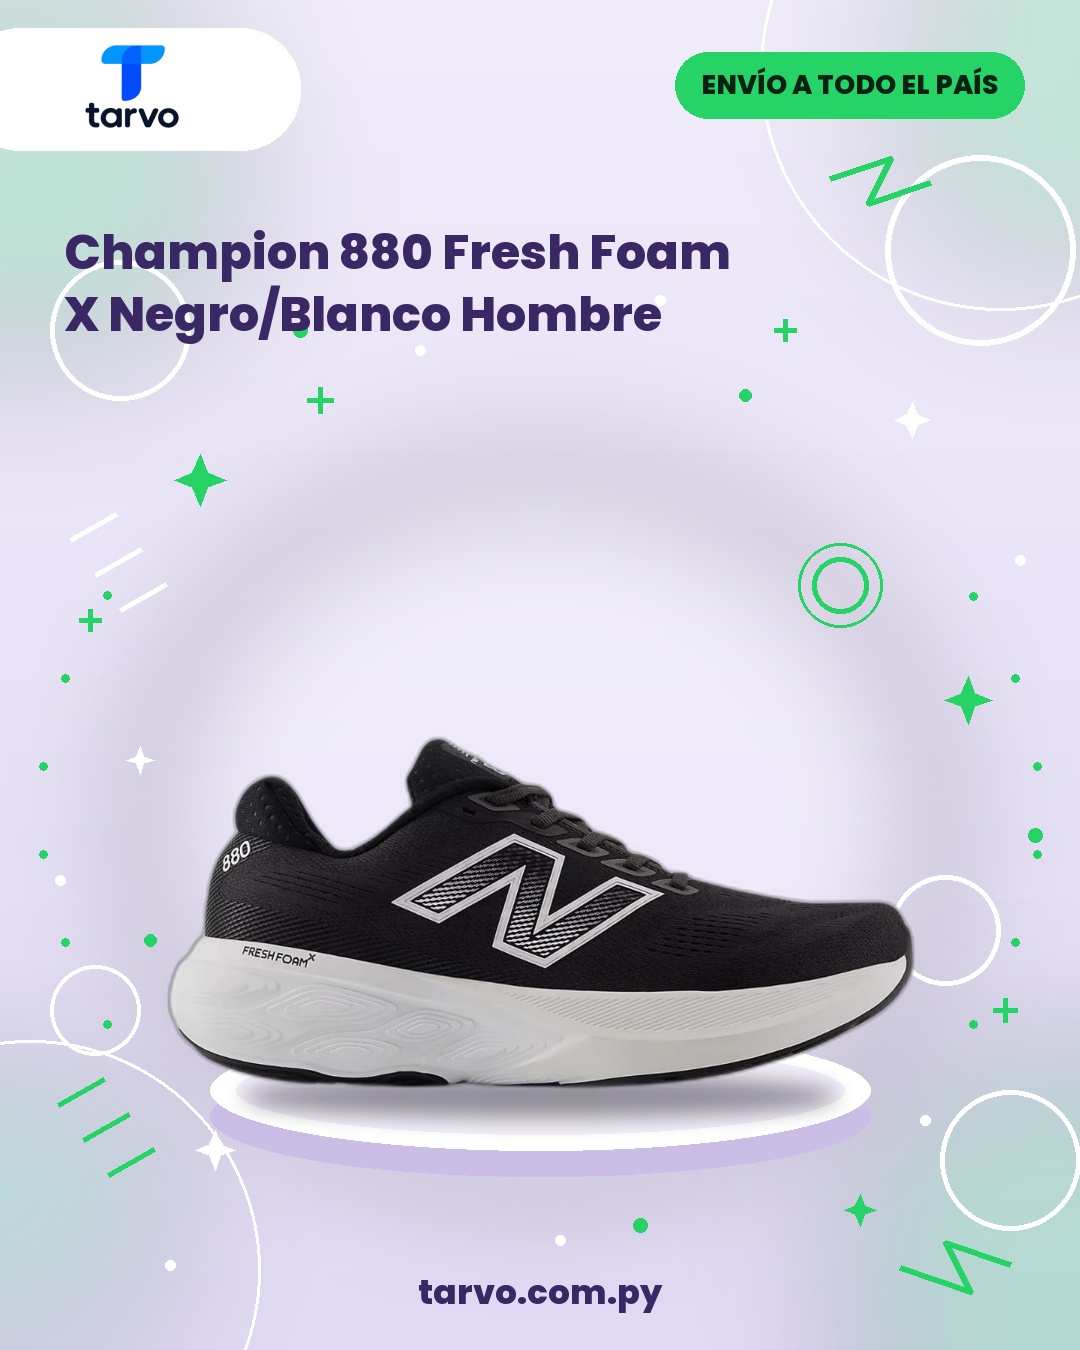 tarvo
ENVÍO A TODO EL PAÍS
Champion 880 Fresh Foam
X Negro/Blanco Hombre
880
FRESH FOAM X
N
tarvo.com.py